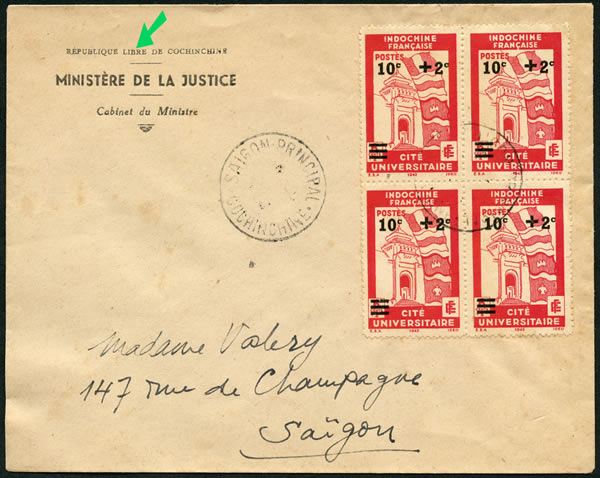 RÉPUBLIQUE LIBRE DE COCHINCHINE
MINISTÈRE DE LA JUSTICE
Cabinet du Ministre
SAIGON-PRINCIPAL
COCHINCHINE
INDOCHINE
FRANÇAISE
POSTES
10c +2c
CITÉ
UNIVERSITAIRE
INDOCHINE
FRANÇAISE
POSTES
10c +2c
CITÉ
UNIVERSITAIRE
INDOCHINE
FRANÇAISE
POSTES
10c +2c
CITÉ
UNIVERSITAIRE
INDOCHINE
FRANÇAISE
POSTES
10c +2c
CITÉ
UNIVERSITAIRE
Madame Valery
147 rue de Champagne
Saïgon